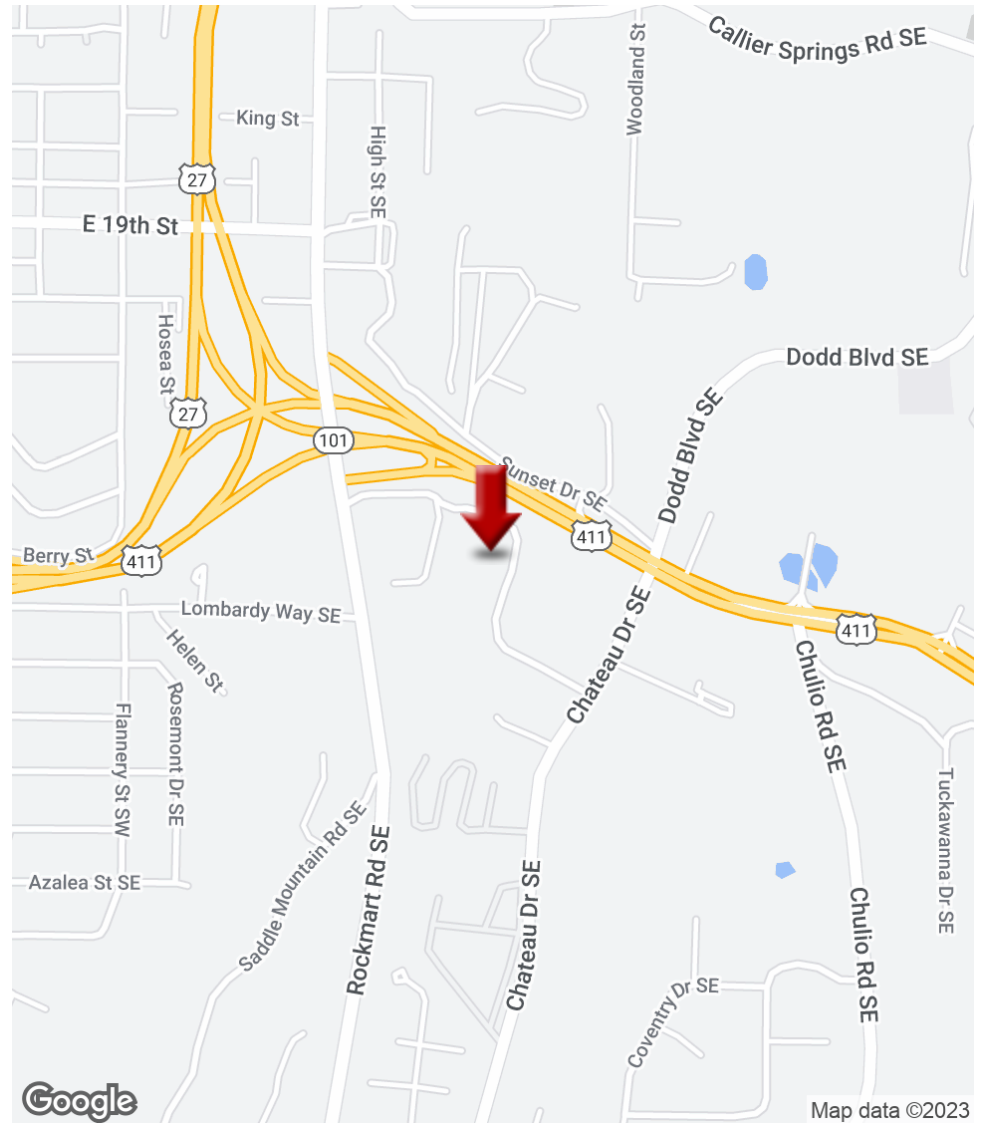 Callier Springs Rd SE
Woodland St
King St
High St SE
27
E 19th St
Hosea St
Dodd Blvd SE
27
101
Dodd Blvd SE
Sunset Dr SE
411
Berry St
411
Lombardy Way SE
411
Helen St
Chateau Dr SE
Chulio Rd SE
Rosemont Dr SE
Flannery St SW
Tuckawanna Dr SE
Saddle Mountain Rd SE
Rockmart Rd SE
Azalea St SE
Chateau Dr SE
Chulio Rd SE
Coventry Dr SE
Google
Map data ©2023